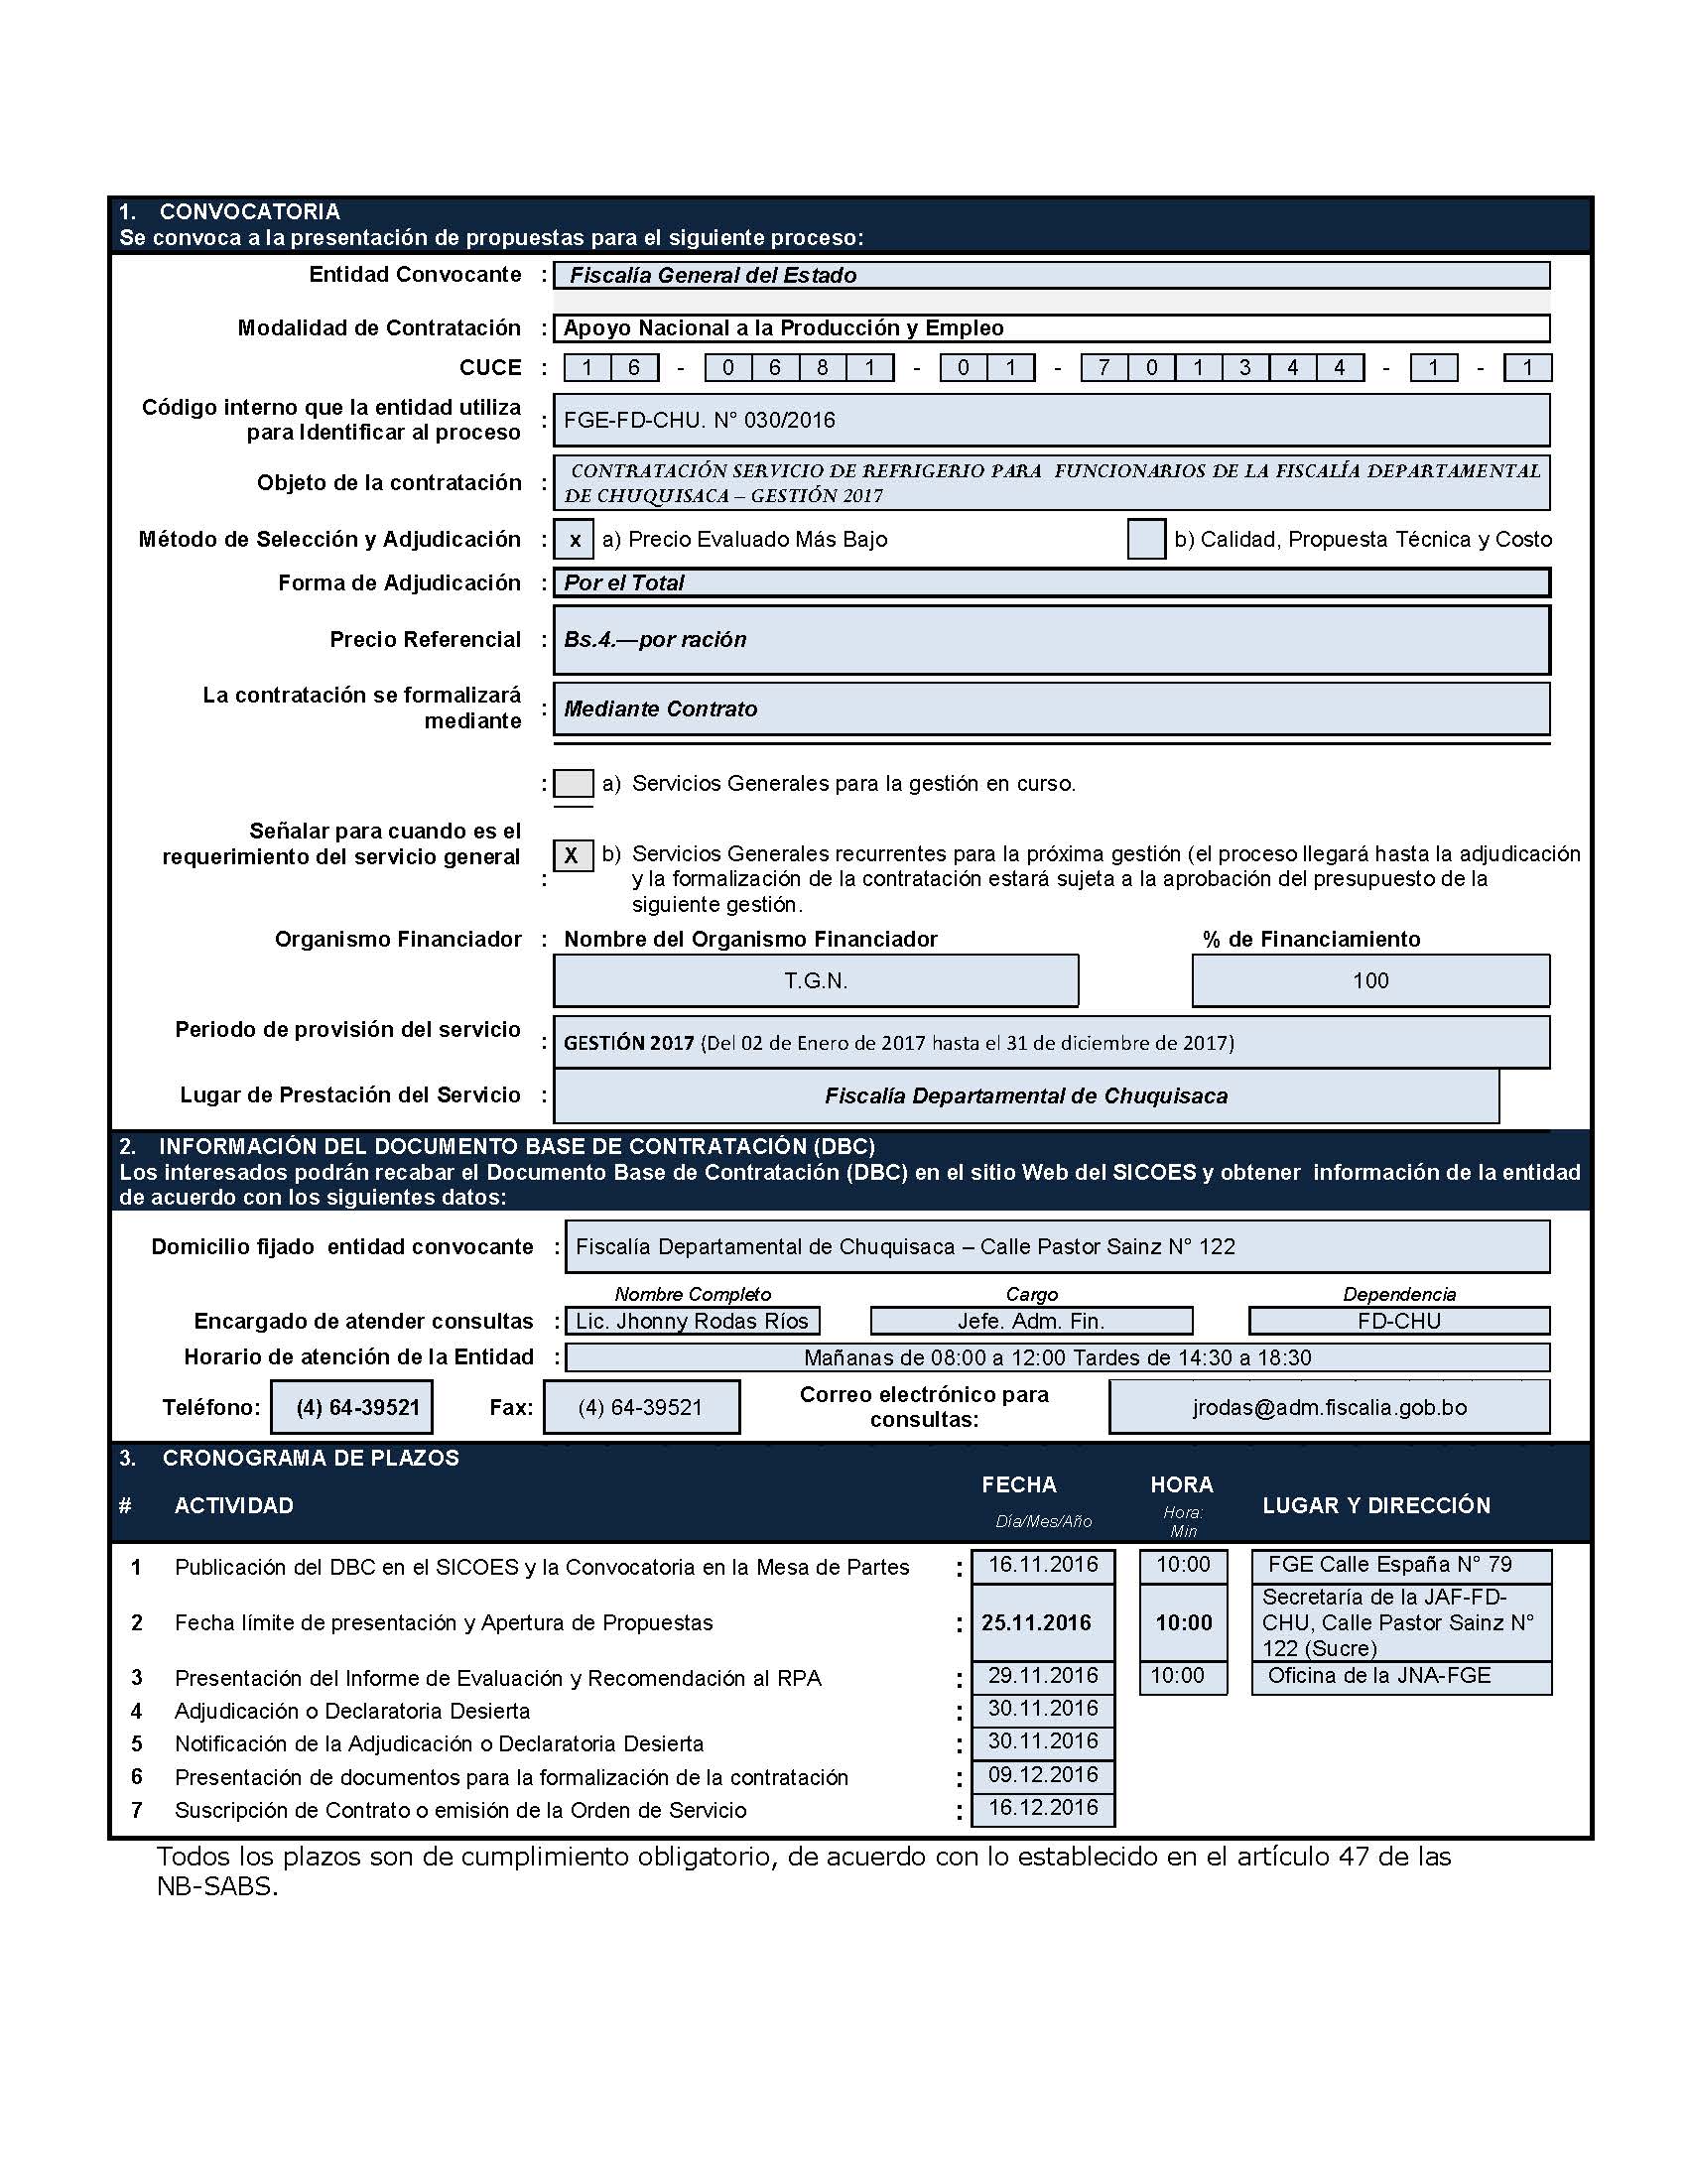 1. CONVOCATORIA
Se convoca a la presentación de propuestas para el siguiente proceso:
Entidad Convocante : Fiscalía General del Estado
Modalidad de Contratación : Apoyo Nacional a la Producción y Empleo
CUCE : 1 6 - 0 6 8 1 - 0 1 - 7 0 1 3 4 4 - 1 - 1
Código interno que la entidad utiliza
para Identificar al proceso : FGE-FD-CHU. N° 030/2016
Objeto de la contratación : CONTRATACIÓN SERVICIO DE REFRIGERIO PARA FUNCIONARIOS DE LA FISCALÍA DEPARTAMENTAL
DE CHUQUISACA – GESTIÓN 2017
Método de Selección y Adjudicación : x a) Precio Evaluado Más Bajo b) Calidad, Propuesta Técnica y Costo
Forma de Adjudicación : Por el Total
Precio Referencial : Bs.4.—por ración
La contratación se formalizará
mediante : Mediante Contrato
: a) Servicios Generales para la gestión en curso.
Señalar para cuando es el
requerimiento del servicio general
: X b) Servicios Generales recurrentes para la próxima gestión (el proceso llegará hasta la adjudicación
y la formalización de la contratación estará sujeta a la aprobación del presupuesto de la
siguiente gestión.
Organismo Financiador : Nombre del Organismo Financiador % de Financiamiento
T.G.N. 100
Periodo de provisión del servicio : GESTIÓN 2017 (Del 02 de Enero de 2017 hasta el 31 de diciembre de 2017)
Lugar de Prestación del Servicio : Fiscalía Departamental de Chuquisaca
2. INFORMACIÓN DEL DOCUMENTO BASE DE CONTRATACIÓN (DBC)
Los interesados podrán recabar el Documento Base de Contratación (DBC) en el sitio Web del SICOES y obtener información de la entidad
de acuerdo con los siguientes datos:
Domicilio fijado entidad convocante : Fiscalía Departamental de Chuquisaca – Calle Pastor Sainz N° 122
Nombre Completo Cargo Dependencia
Encargado de atender consultas : Lic. Jhonny Rodas Ríos Jefe. Adm. Fin. FD-CHU
Horario de atención de la Entidad : Mañanas de 08:00 a 12:00 Tardes de 14:30 a 18:30
Teléfono: (4) 64-39521 Fax: (4) 64-39521 Correo electrónico para
consultas: jrodas@adm.fiscalia.gob.bo
3. CRONOGRAMA DE PLAZOS
# ACTIVIDAD FECHA HORA LUGAR Y DIRECCIÓN
Día/Mes/Año Hora:
Min
1 Publicación del DBC en el SICOES y la Convocatoria en la Mesa de Partes : 16.11.2016 10:00 FGE Calle España N° 79
2 Fecha límite de presentación y Apertura de Propuestas : 25.11.2016 10:00 Secretaría de la JAF-FD-
CHU, Calle Pastor Sainz N°
122 (Sucre)
3 Presentación del Informe de Evaluación y Recomendación al RPA : 29.11.2016 10:00 Oficina de la JNA-FGE
4 Adjudicación o Declaratoria Desierta : 30.11.2016
5 Notificación de la Adjudicación o Declaratoria Desierta : 30.11.2016
6 Presentación de documentos para la formalización de la contratación : 09.12.2016
7 Suscripción de Contrato o emisión de la Orden de Servicio : 16.12.2016
Todos los plazos son de cumplimiento obligatorio, de acuerdo con lo establecido en el artículo 47 de las
NB-SABS.